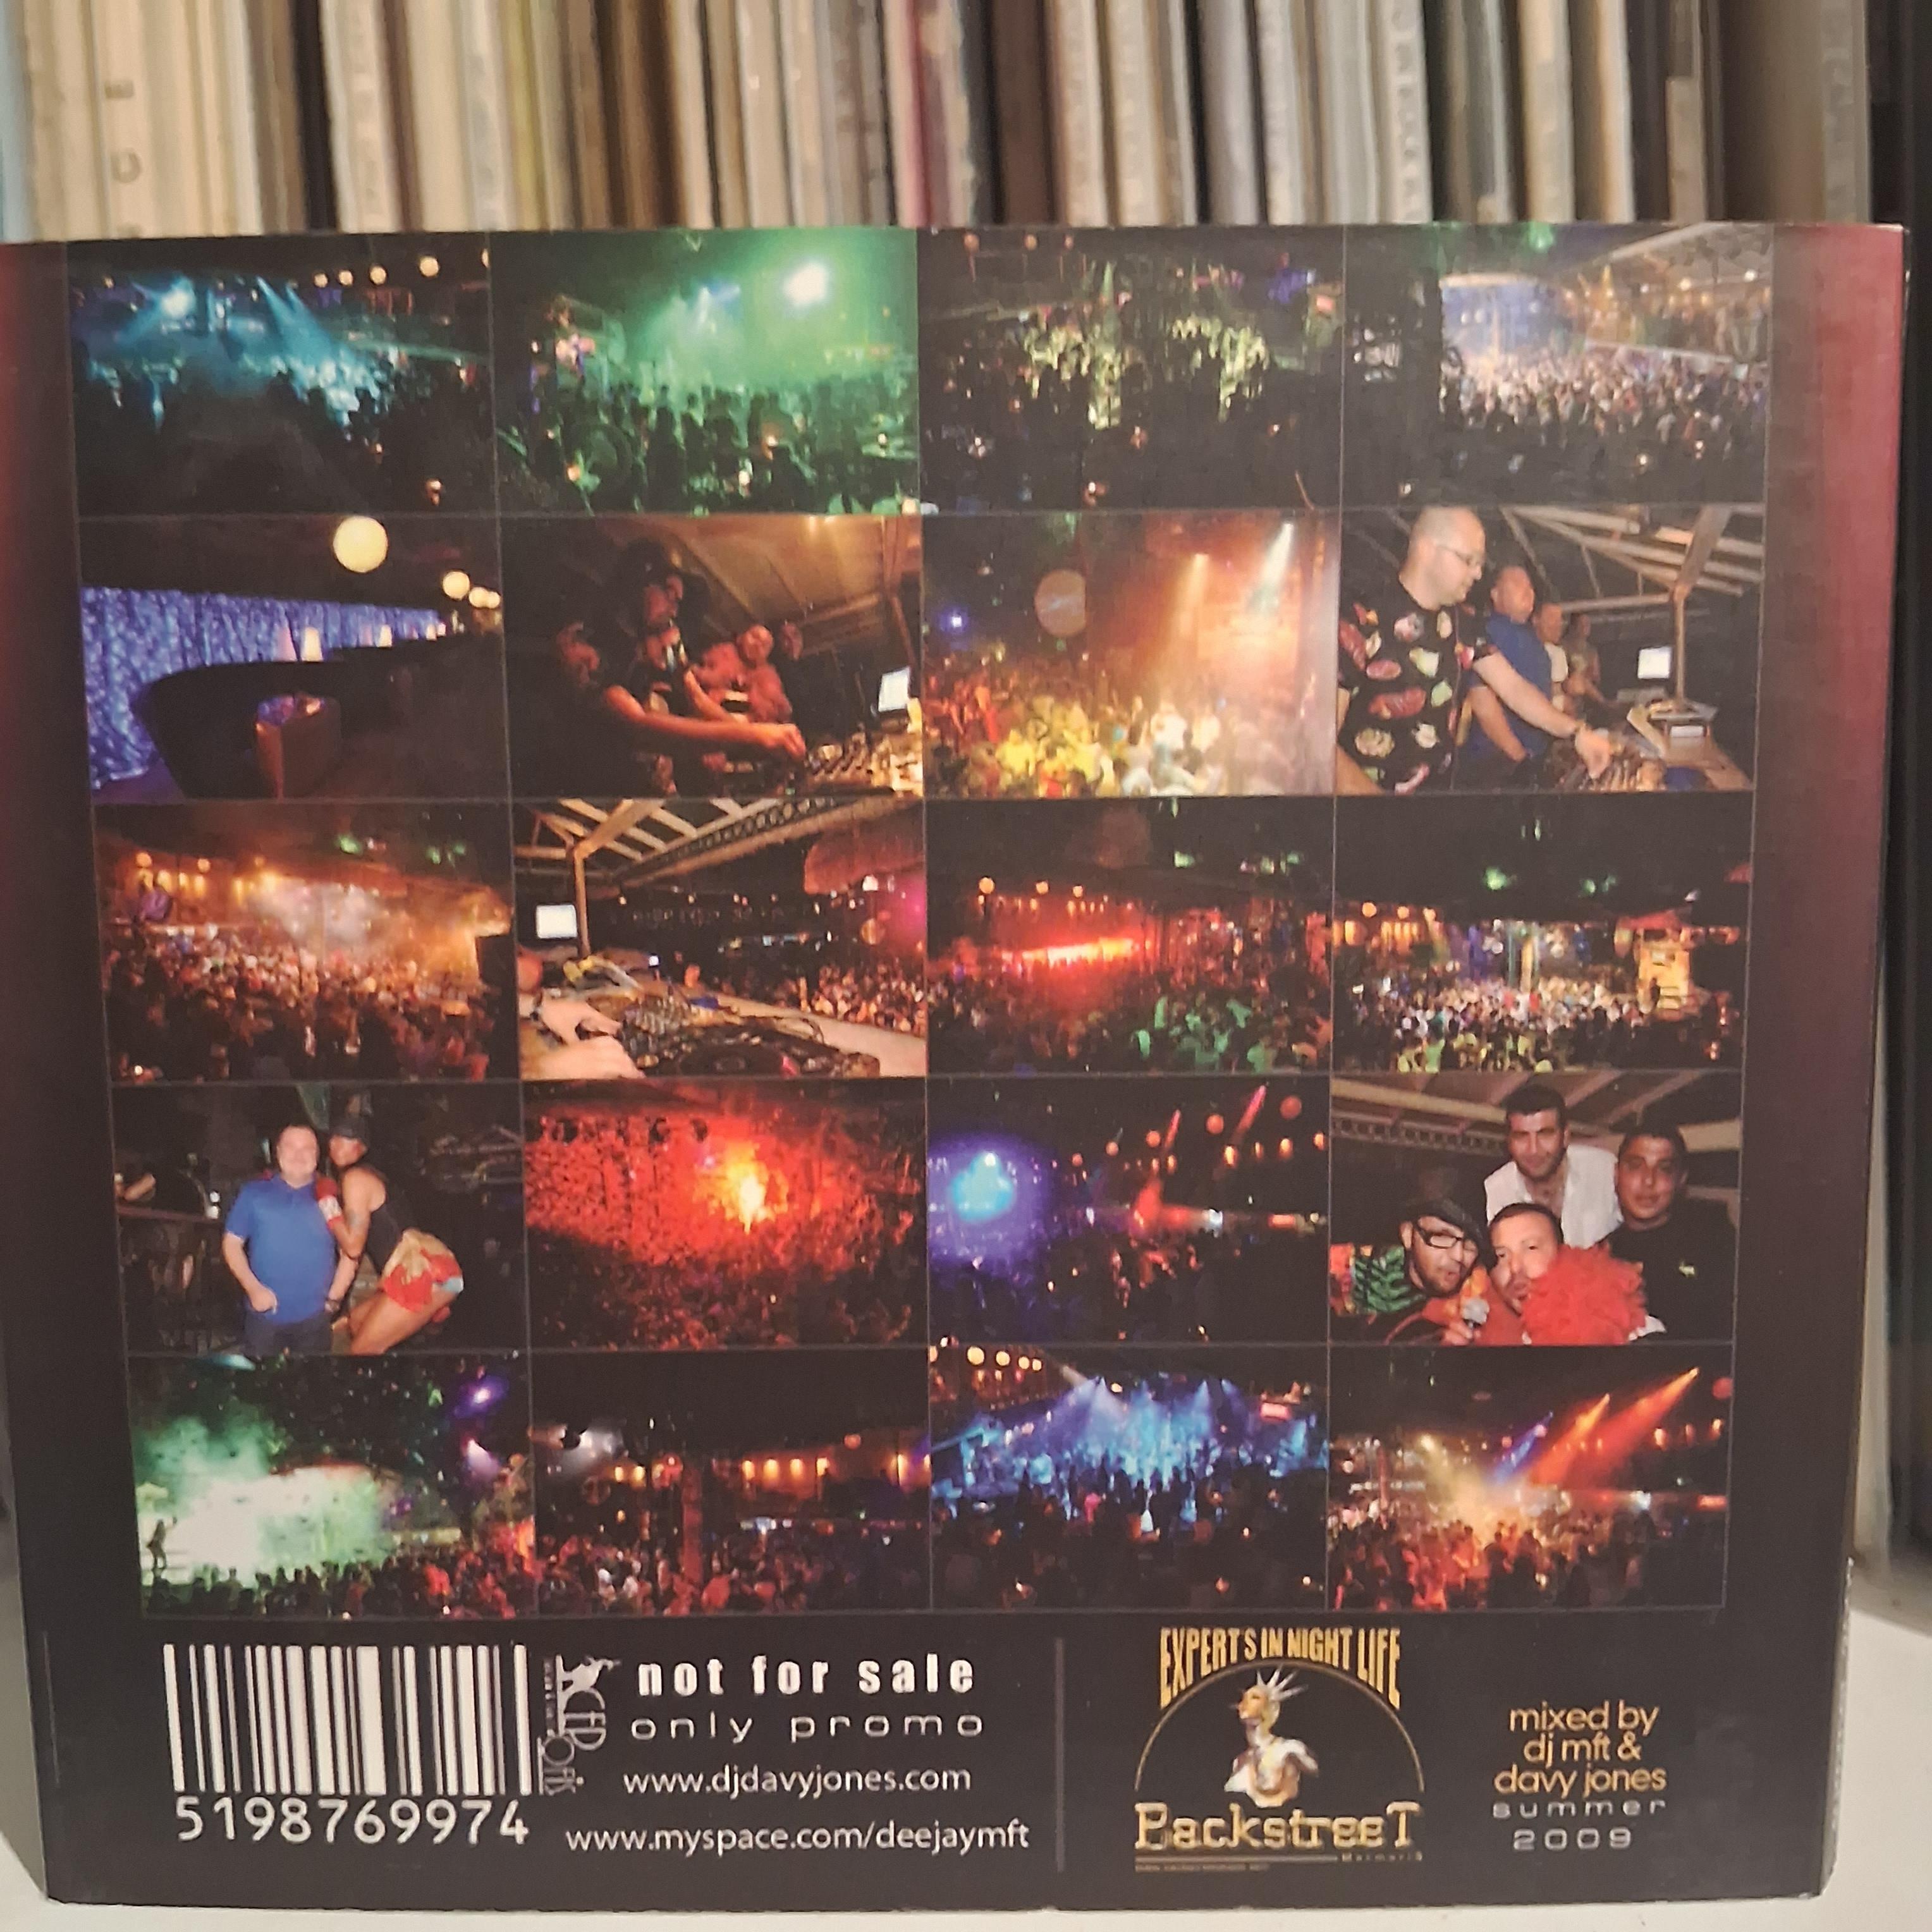 5198769974
not for sale
only promo
www.djdavyjones.com
www.myspace.com/deejaymft
EXPERTS IN NIGHT LIFE
BackstreeT
Marmaris
mixed by
dj mft &
davy jones
summer
2009